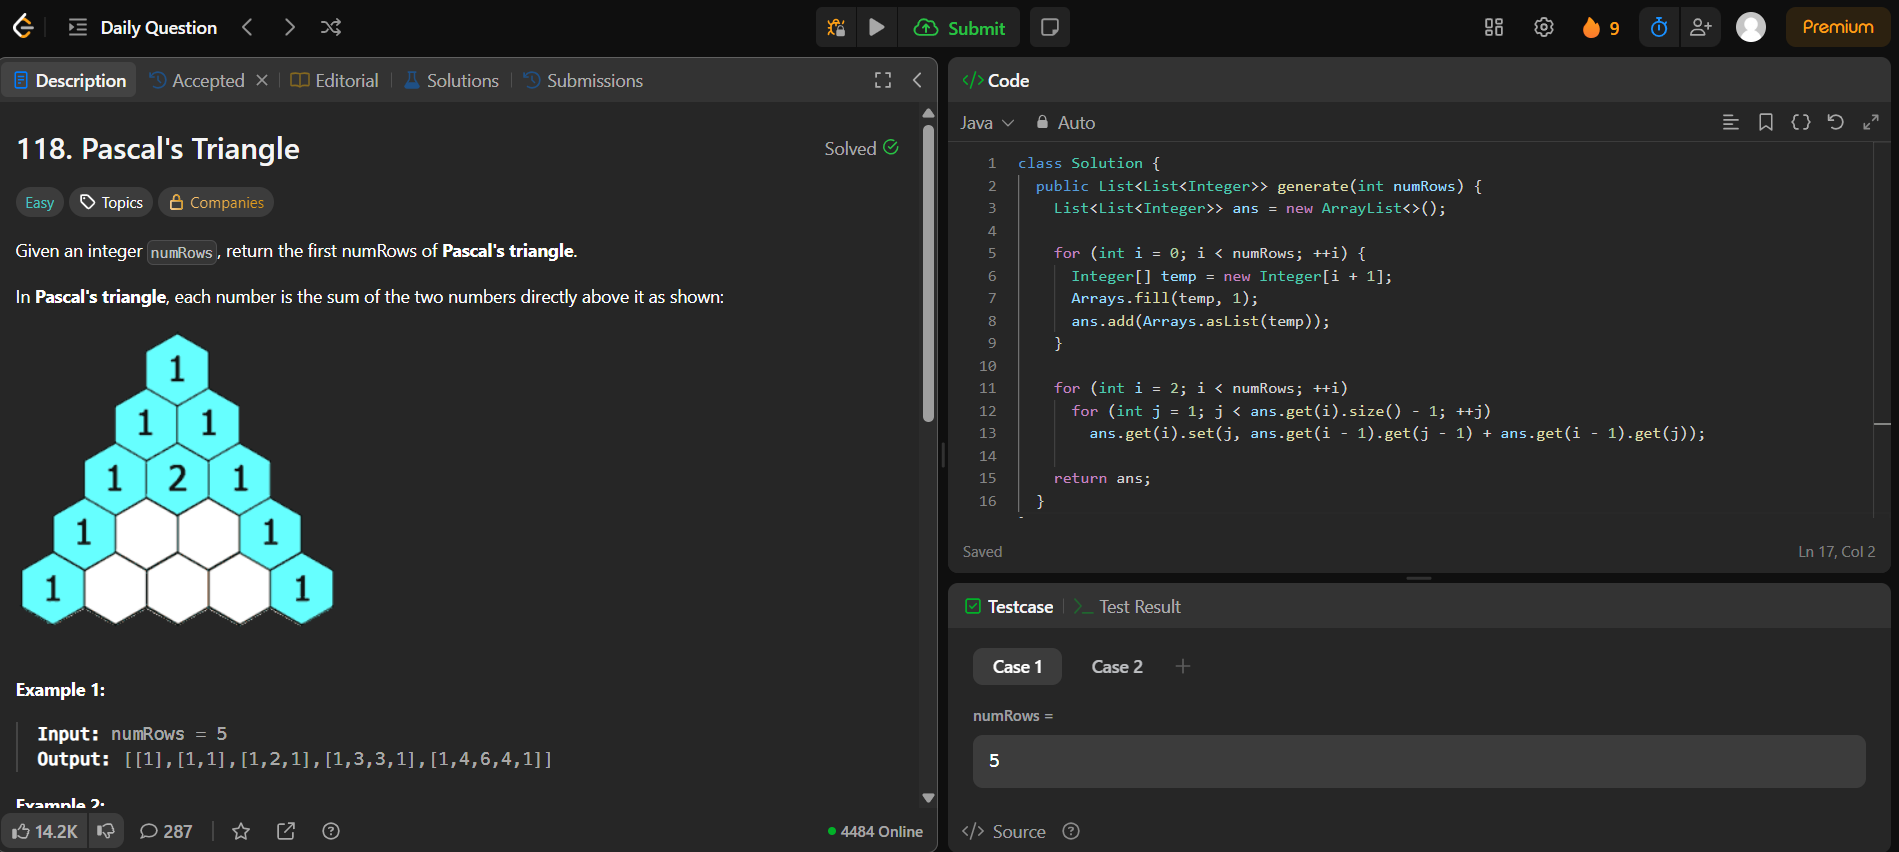 Daily Question
Submit
9
Premium
Description
Accepted
Editorial
Solutions
Submissions
118. Pascal's Triangle
Solved
Easy
Topics
Companies
Given an integer numRows, return the first numRows of Pascal's triangle.
In Pascal's triangle, each number is the sum of the two numbers directly above it as shown:
1
1 1
1 2 1
1 1
1 1
Example 1:
Input: numRows = 5
Output: [[1],[1,1],[1,2,1],[1,3,3,1],[1,4,6,4,1]]
Example 2:
14.2K
287
4484 Online
</> Code
Java
Auto
1 class Solution {
2 public List<List<Integer>> generate(int numRows) {
3 List<List<Integer>> ans = new ArrayList<>();
4
5 for (int i = 0; i < numRows; ++i) {
6 Integer[] temp = new Integer[i + 1];
7 Arrays.fill(temp, 1);
8 ans.add(Arrays.asList(temp));
9 }
10
11 for (int i = 2; i < numRows; ++i)
12 for (int j = 1; j < ans.get(i).size() - 1; ++j)
13 ans.get(i).set(j, ans.get(i - 1).get(j - 1) + ans.get(i - 1).get(j));
14
15 return ans;
16 }
Saved
Ln 17, Col 2
Testcase
>_ Test Result
Case 1
Case 2
+
numRows =
5
</> Source